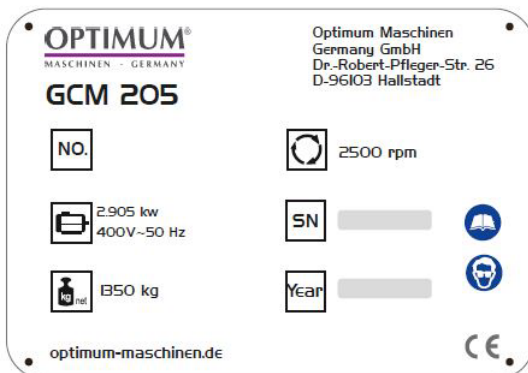 OPTIMUM®
MASCHINEN - GERMANY
GCM 205
Optimum Maschinen
Germany GmbH
Dr.-Robert-Pfleger-Str. 26
D-96103 Hallstadt
NO.
2500 rpm
2.905 kw
400V~50 Hz
SN
kg net
1350 kg
Year
optimum-maschinen.de
CE